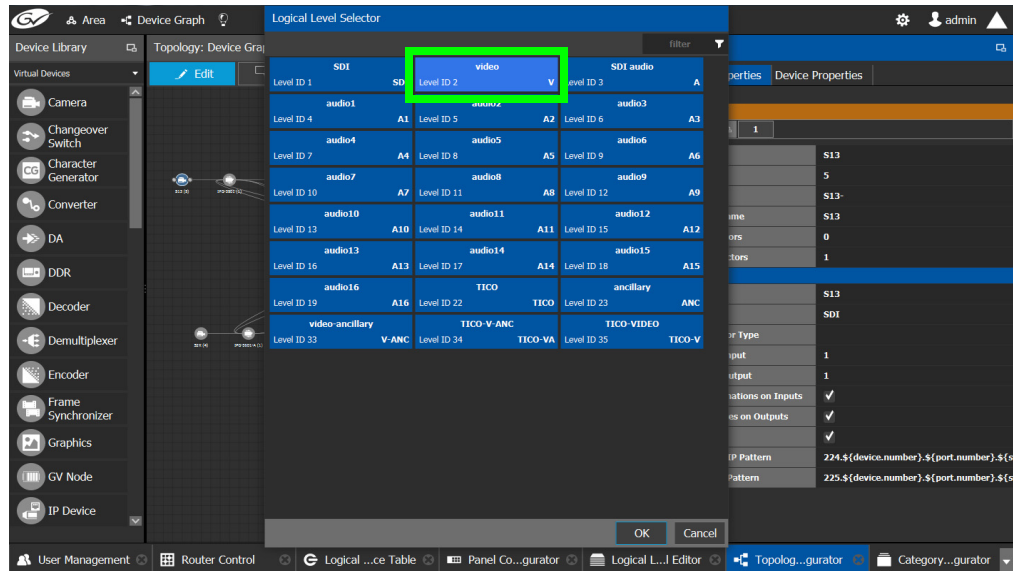 GV Area Device Graph Logical Level Selector admin
Device Library Topology: Device Gra
filter
Virtual Devices Edit
perties Device Properties
SDI
Level ID 1 SD
video
Level ID 2 V
SDI audio
evel ID 3 A
audio1
Level ID 4 A1
audio2
Level ID 5 A2
audio3
Level ID 6 A3
audio4
Level ID 7 A4
audio5
Level ID 8 A5
audio6
Level ID 9 A6
audio7
Level ID 10 A7
audio8
Level ID 11 A8
audio9
Level ID 12 A9
audio10
Level ID 13 A10
audio11
Level ID 14 A11
audio12
Level ID 15 A12
audio13
Level ID 16 A13
audio14
Level ID 17 A14
audio15
Level ID 18 A15
audio16
Level ID 19 A16
TICO
Level ID 22 TICO
ancillary
Level ID 23 ANC
video-ancillary
Level ID 33 V-ANC
TICO-V-ANC
Level ID 34 TICO-VA
TICO-VIDEO
Level ID 35 TICO-V
OK Cancel
Camera
Changeover
Switch
CG
Character
Generator
Converter
DA
DDR
Decoder
Demultiplexer
Encoder
Frame
Synchronizer
Graphics
GV Node
IP Device
1
S13
5
S13-
ame S13
ors 0
ctors 1
S13
SDI
or Type
nput 1
utput 1
nations on Inputs
es on Outputs
IP Pattern 224.${device.number}.${port.number}.${s
Pattern 225.${device.number}.${port.number}.${s
User Management Router Control Logical ...ce Table Panel Co...gurator Logical L...l Editor Topolog...gurator Category...gurator